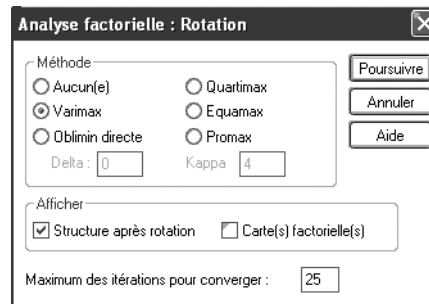 Analyse factorielle : Rotation
Méthode
Aucun(e)
Quartimax
Varimax
Equamax
Oblimin directe
Promax
Delta : 0
Kappa 4
Poursuivre
Annuler
Aide
Afficher
Structure après rotation
Carte(s) factorielle(s)
Maximum des itérations pour converger : 25